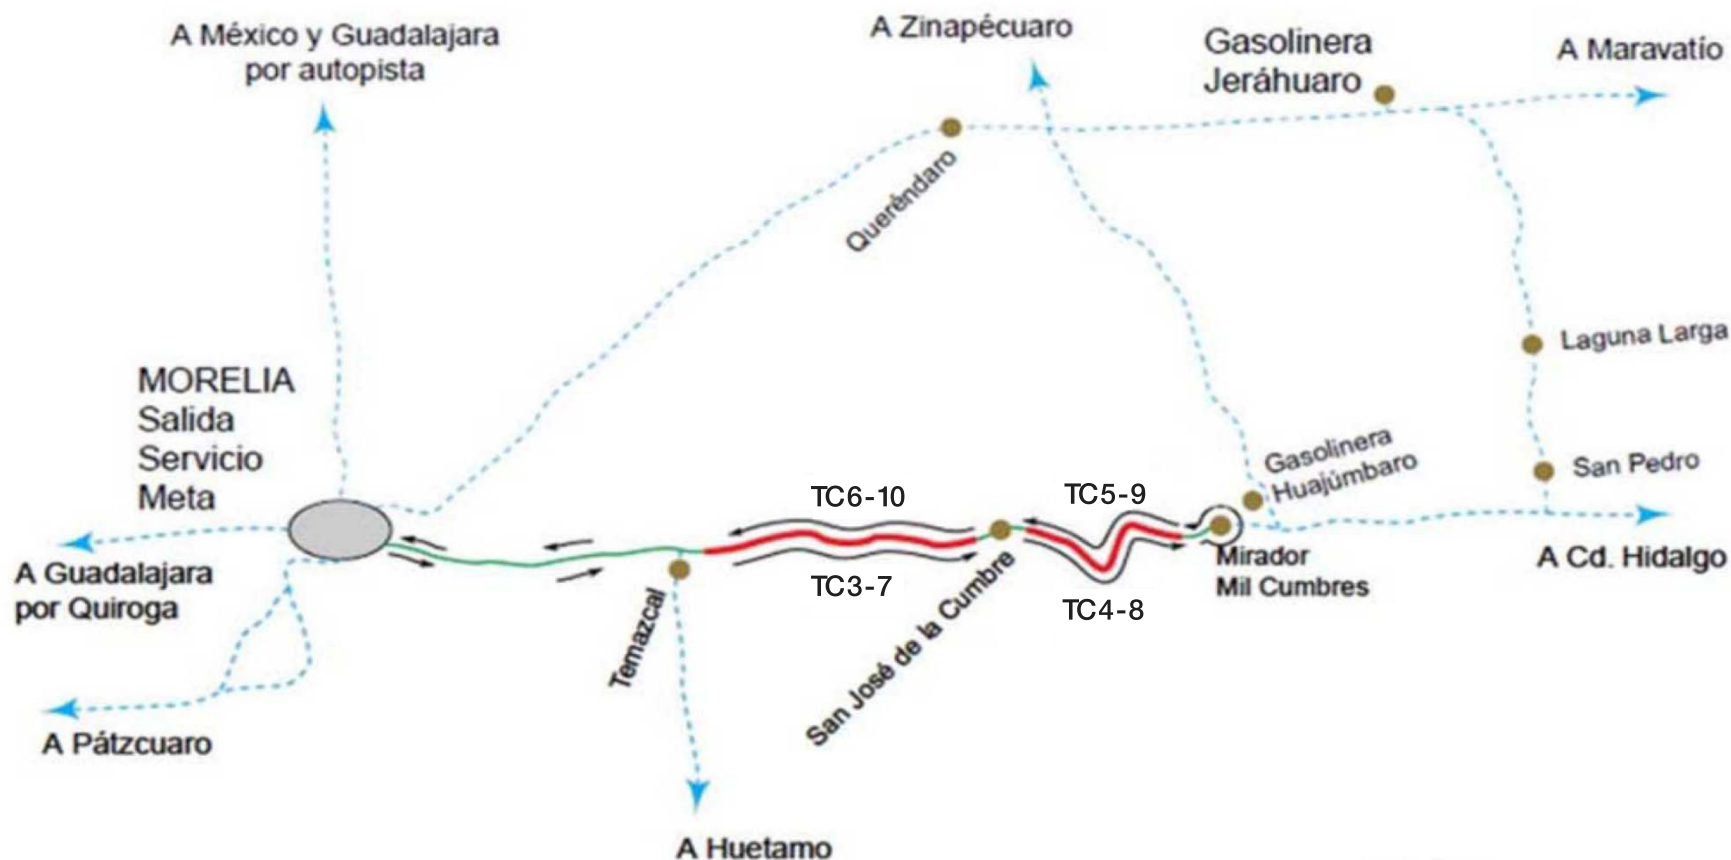 A México y Guadalajara
por autopista
A Zinapécuaro
Gasolinera
Jeráhuaro
A Maravatío
Queréndaro
Laguna Larga
MORELIA
Salida
Servicio
Meta
Gasolinera
Huajúmbaro
San Pedro
TC6-10
TC5-9
A Guadalajara
por Quiroga
TC3-7
TC4-8
Mirador
Mil Cumbres
A Cd. Hidalgo
Temazcal
San José de la Cumbre
A Pátzcuaro
A Huetamo